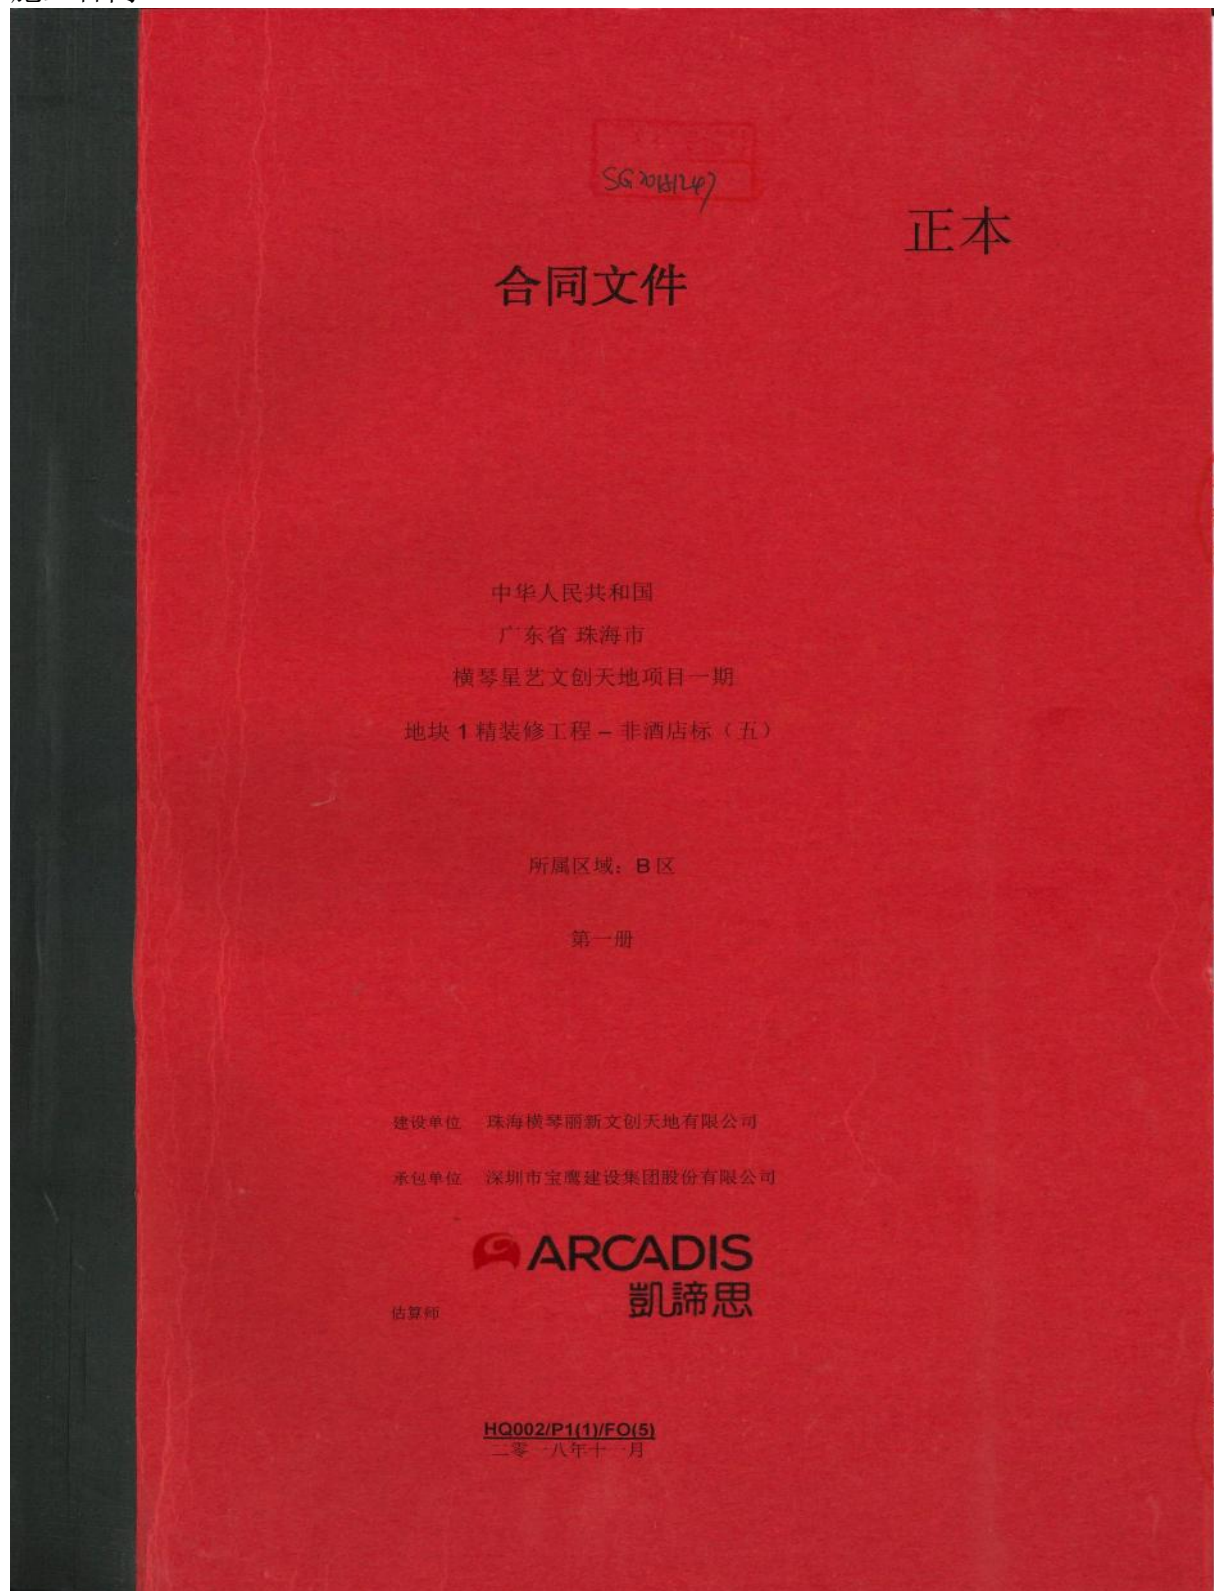 SG20181247
正本
合同文件
中华人民共和国
广东省 珠海市
横琴星艺文创天地项目一期
地块 1 精装修工程 – 非酒店标（五）
所属区域：B 区
第一册
建设单位 珠海横琴丽新文创天地有限公司
承包单位 深圳市宝鹰建设集团股份有限公司
ARCADIS
凱諦思
估算师
HQ002/P1(1)/FO(5)
二零一八年十一月